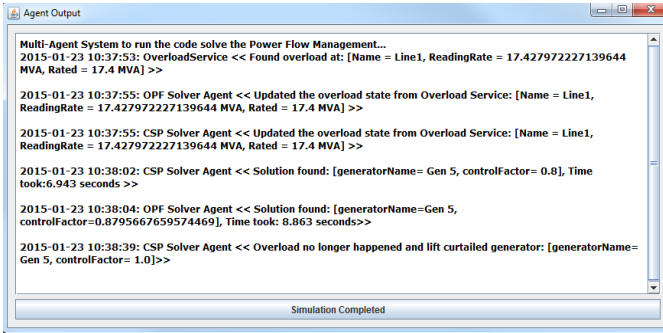 Agent Output
Multi-Agent System to run the code solve the Power Flow Management...
2015-01-23 10:37:53: OverloadService << Found overload at: [Name = Line1, ReadingRate = 17.427972227139644
MVA, Rated = 17.4 MVA] >>
2015-01-23 10:37:55: OPF Solver Agent << Updated the overload state from Overload Service: [Name = Line1,
ReadingRate = 17.427972227139644 MVA, Rated = 17.4 MVA] >>
2015-01-23 10:37:55: CSP Solver Agent << Updated the overload state from Overload Service: [Name = Line1,
ReadingRate = 17.427972227139644 MVA, Rated = 17.4 MVA] >>
2015-01-23 10:38:02: CSP Solver Agent << Solution found: [generatorName= Gen 5, controlFactor= 0.8], Time
took:6.943 seconds >>
2015-01-23 10:38:04: OPF Solver Agent << Solution found: [generatorName=Gen 5,
controlFactor=0.8795667659574469], Time took: 8.863 seconds>>
2015-01-23 10:38:39: CSP Solver Agent << Overload no longer happened and lift curtailed generator: [generatorName=
Gen 5, controlFactor= 1.0]>>
Simulation Completed